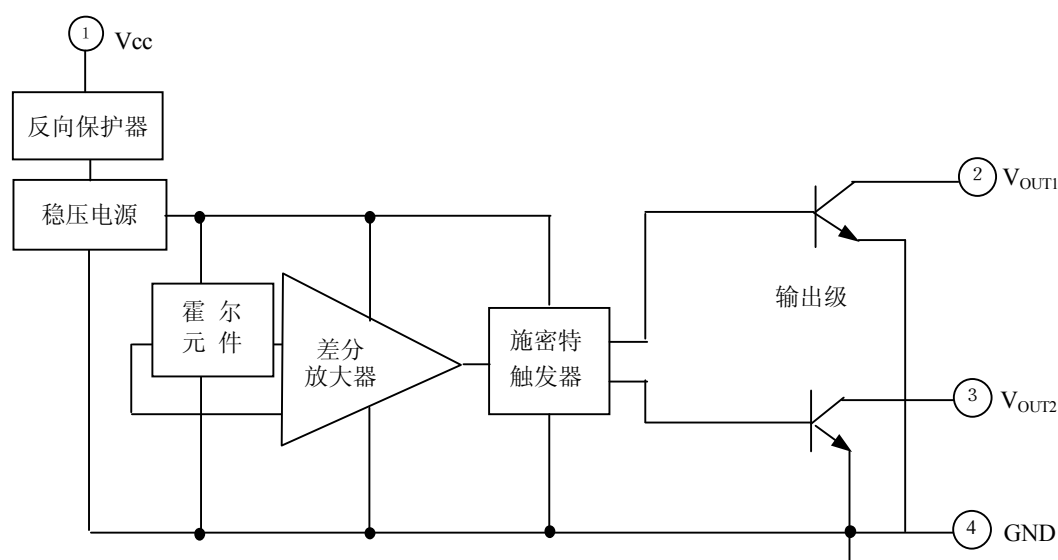 ① Vcc
反向保护器
稳压电源
② VOUT1
霍 尔
元 件
差分
放大器
施密特
触发器
输出级
③ VOUT2
④ GND